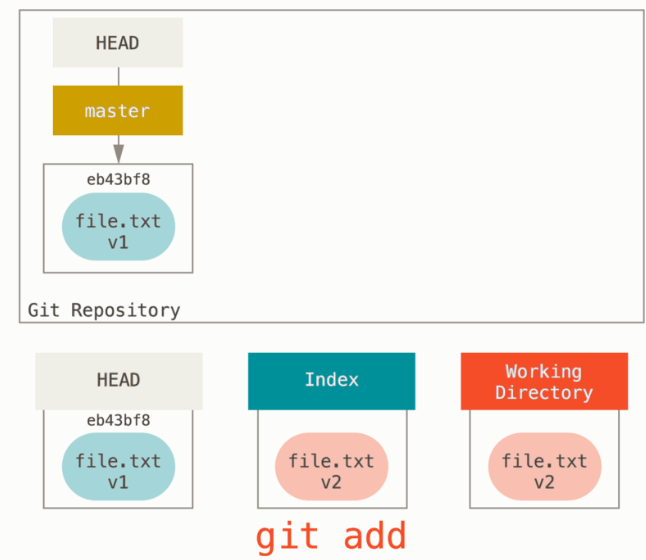 HEAD
master
eb43bf8
file.txt
v1
Git Repository
HEAD
Index
Working
Directory
eb43bf8
file.txt
v1
file.txt
v2
file.txt
v2
git add